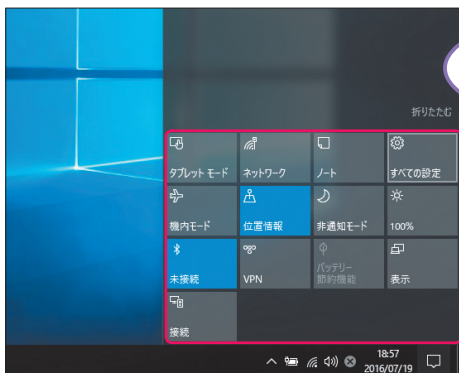 折りたたむ
タブレット モード
ネットワーク
ノート
すべての設定
機内モード
位置情報
非通知モード
100%
未接続
VPN
バッテリー
節約機能
表示
接続
18:57
2016/07/19